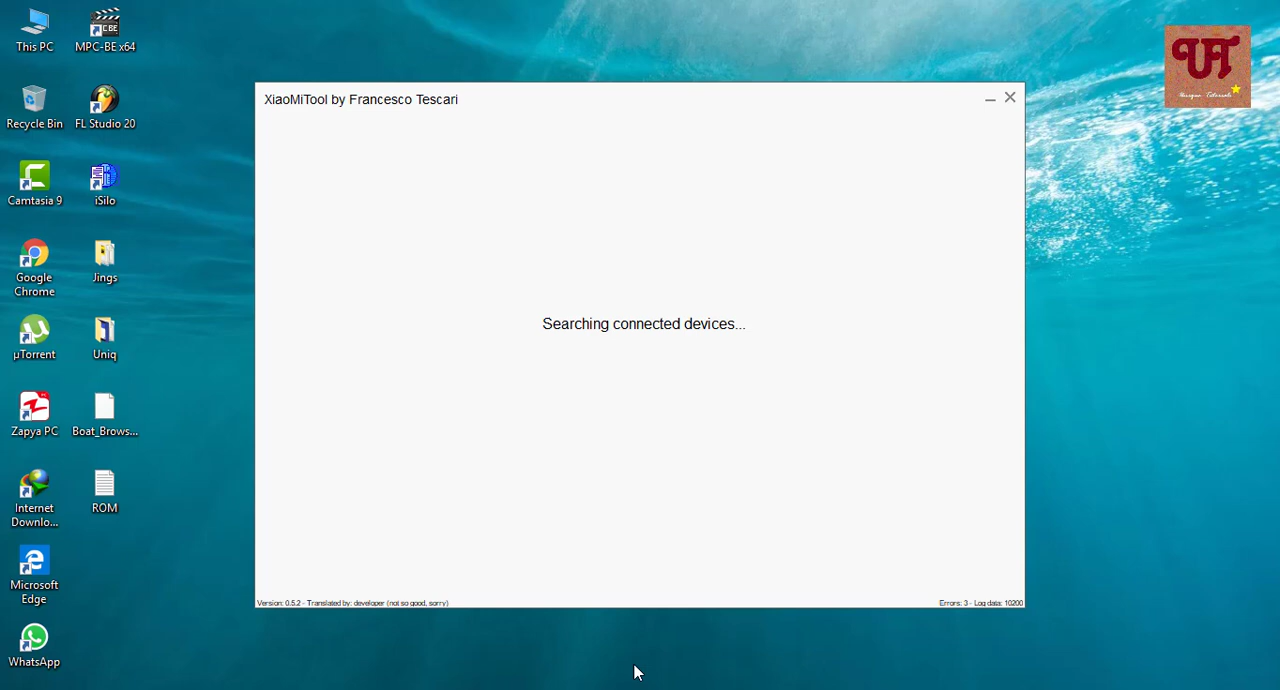 This PC
MPC-BE x64
CBE
Recycle Bin
FL Studio 20
Camtasia 9
iSilo
Google
Chrome
Jings
µTorrent
Uniq
Zapya PC
Boat_Brows...
Internet
Downlo...
ROM
Microsoft
Edge
WhatsApp
XiaoMiTool by Francesco Tescari
Searching connected devices...
Version: 0.5.2 - Translated by: developer (not so good, sorry)
Errors: 3 - Log data: 10200